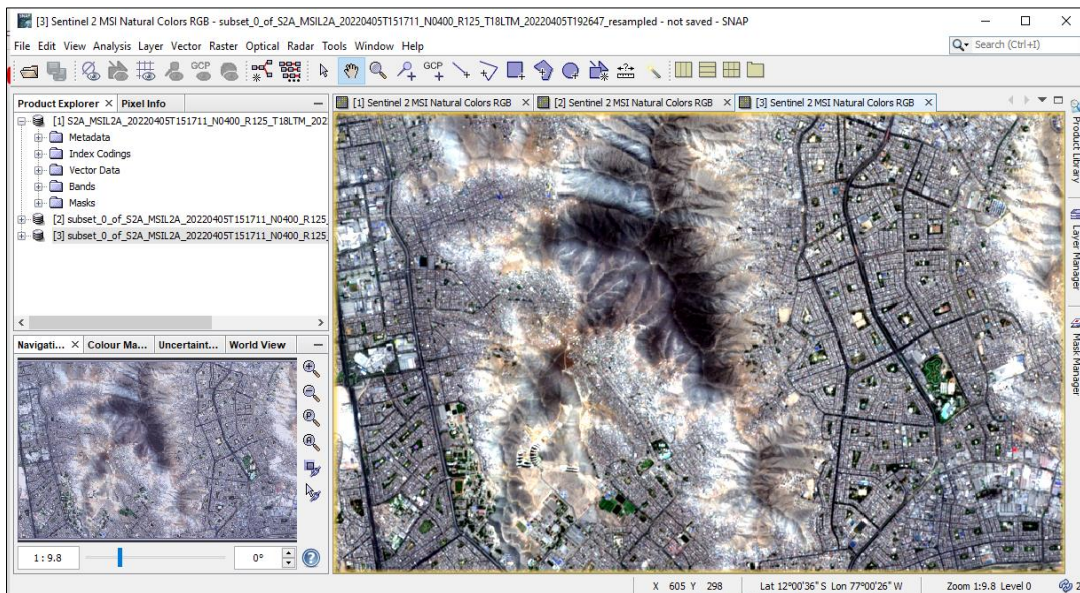 [3] Sentinel 2 MSI Natural Colors RGB - subset_0_of_S2A_MSIL2A_20220405T151711_N0400_R125_T18LTM_20220405T192647_resampled - not saved - SNAP
File Edit View Analysis Layer Vector Raster Optical Radar Tools Window Help
Search (Ctrl+I)
GCP
GCP
Product Explorer
Pixel Info
[1] Sentinel 2 MSI Natural Colors RGB
[2] Sentinel 2 MSI Natural Colors RGB
[3] Sentinel 2 MSI Natural Colors RGB
[1] S2A_MSIL2A_20220405T151711_N0400_R125_T18LTM_202
Metadata
Index Codings
Vector Data
Bands
Masks
[2] subset_0_of_S2A_MSIL2A_20220405T151711_N0400_R125_
[3] subset_0_of_S2A_MSIL2A_20220405T151711_N0400_R125_
Product Library
Layer Manager
Mask Manager
Navigati...
Colour Ma...
Uncertaint...
World View
1: 9.8
0°
X 605 Y 298
Lat 12°00'36" S Lon 77°00'26" W
Zoom 1:9.8 Level 0